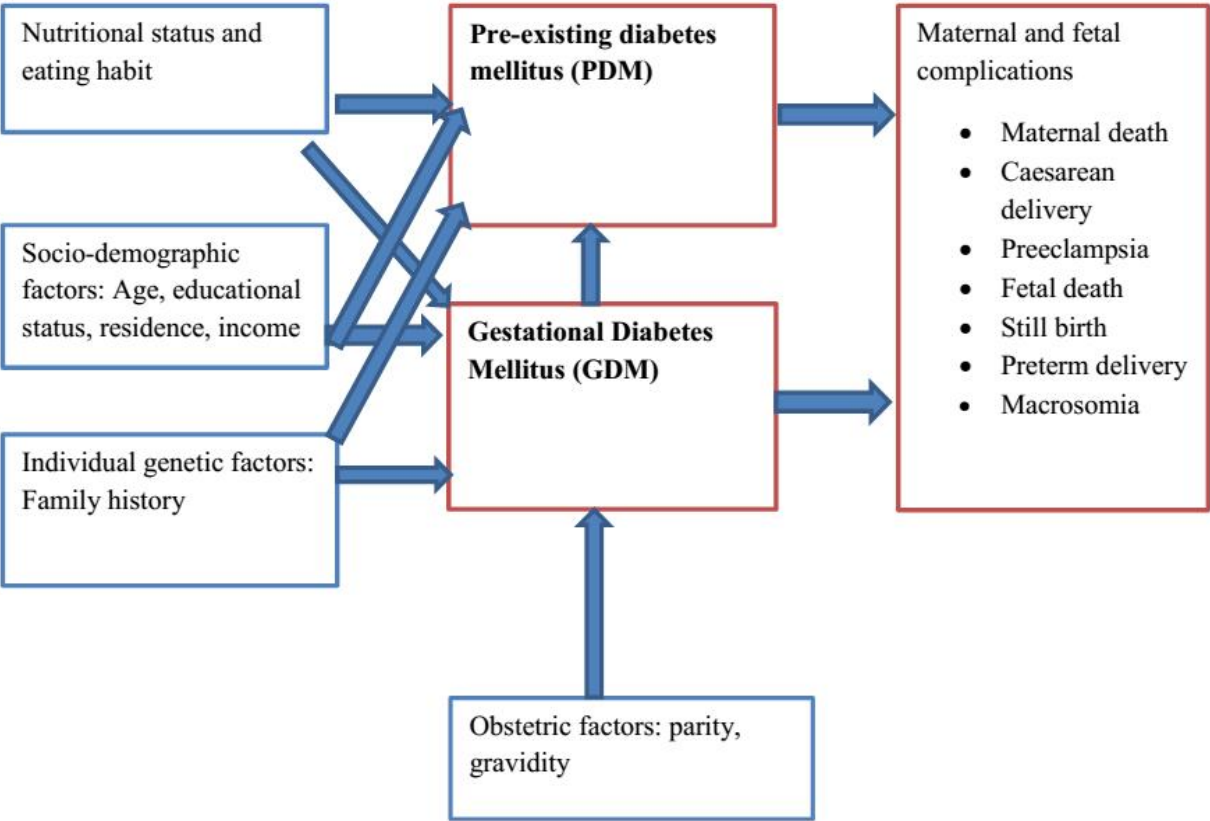 Nutritional status and
eating habit
Pre-existing diabetes
mellitus (PDM)
Maternal and fetal
complications
• Maternal death
• Caesarean
delivery
• Preeclampsia
• Fetal death
• Still birth
• Preterm delivery
• Macrosomia
Socio-demographic
factors: Age, educational
status, residence, income
Gestational Diabetes
Mellitus (GDM)
Individual genetic factors:
Family history
Obstetric factors: parity,
gravidity